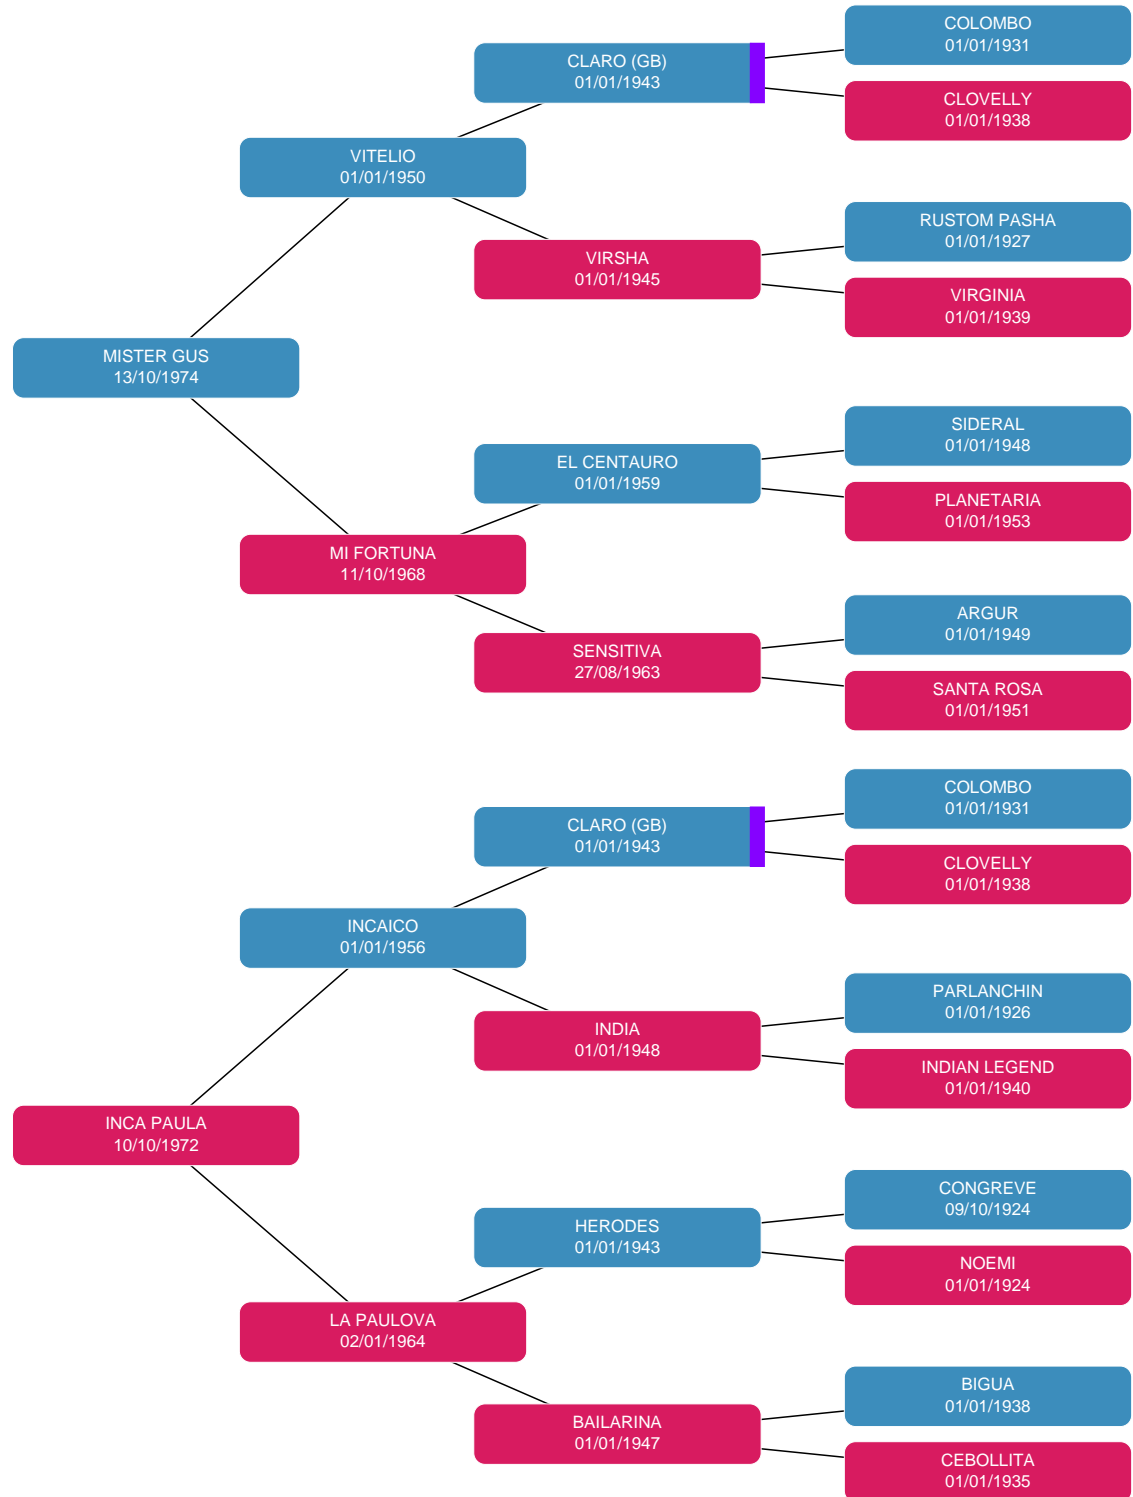 COLOMBO
01/01/1931
CLARO (GB)
01/01/1943
CLOVELLY
01/01/1938
VITELIO
01/01/1950
RUSTOM PASHA
01/01/1927
VIRSHA
01/01/1945
VIRGINIA
01/01/1939
MISTER GUS
13/10/1974
SIDERAL
01/01/1948
EL CENTAURO
01/01/1959
PLANETARIA
01/01/1953
MI FORTUNA
11/10/1968
ARGUR
01/01/1949
SENSITIVA
27/08/1963
SANTA ROSA
01/01/1951
COLOMBO
01/01/1931
CLARO (GB)
01/01/1943
CLOVELLY
01/01/1938
INCAICO
01/01/1956
PARLANCHIN
01/01/1926
INDIA
01/01/1948
INDIAN LEGEND
01/01/1940
INCA PAULA
10/10/1972
CONGREVE
09/10/1924
HERODES
01/01/1943
NOEMI
01/01/1924
LA PAULOVA
02/01/1964
BIGUA
01/01/1938
BAILARINA
01/01/1947
CEBOLLITA
01/01/1935